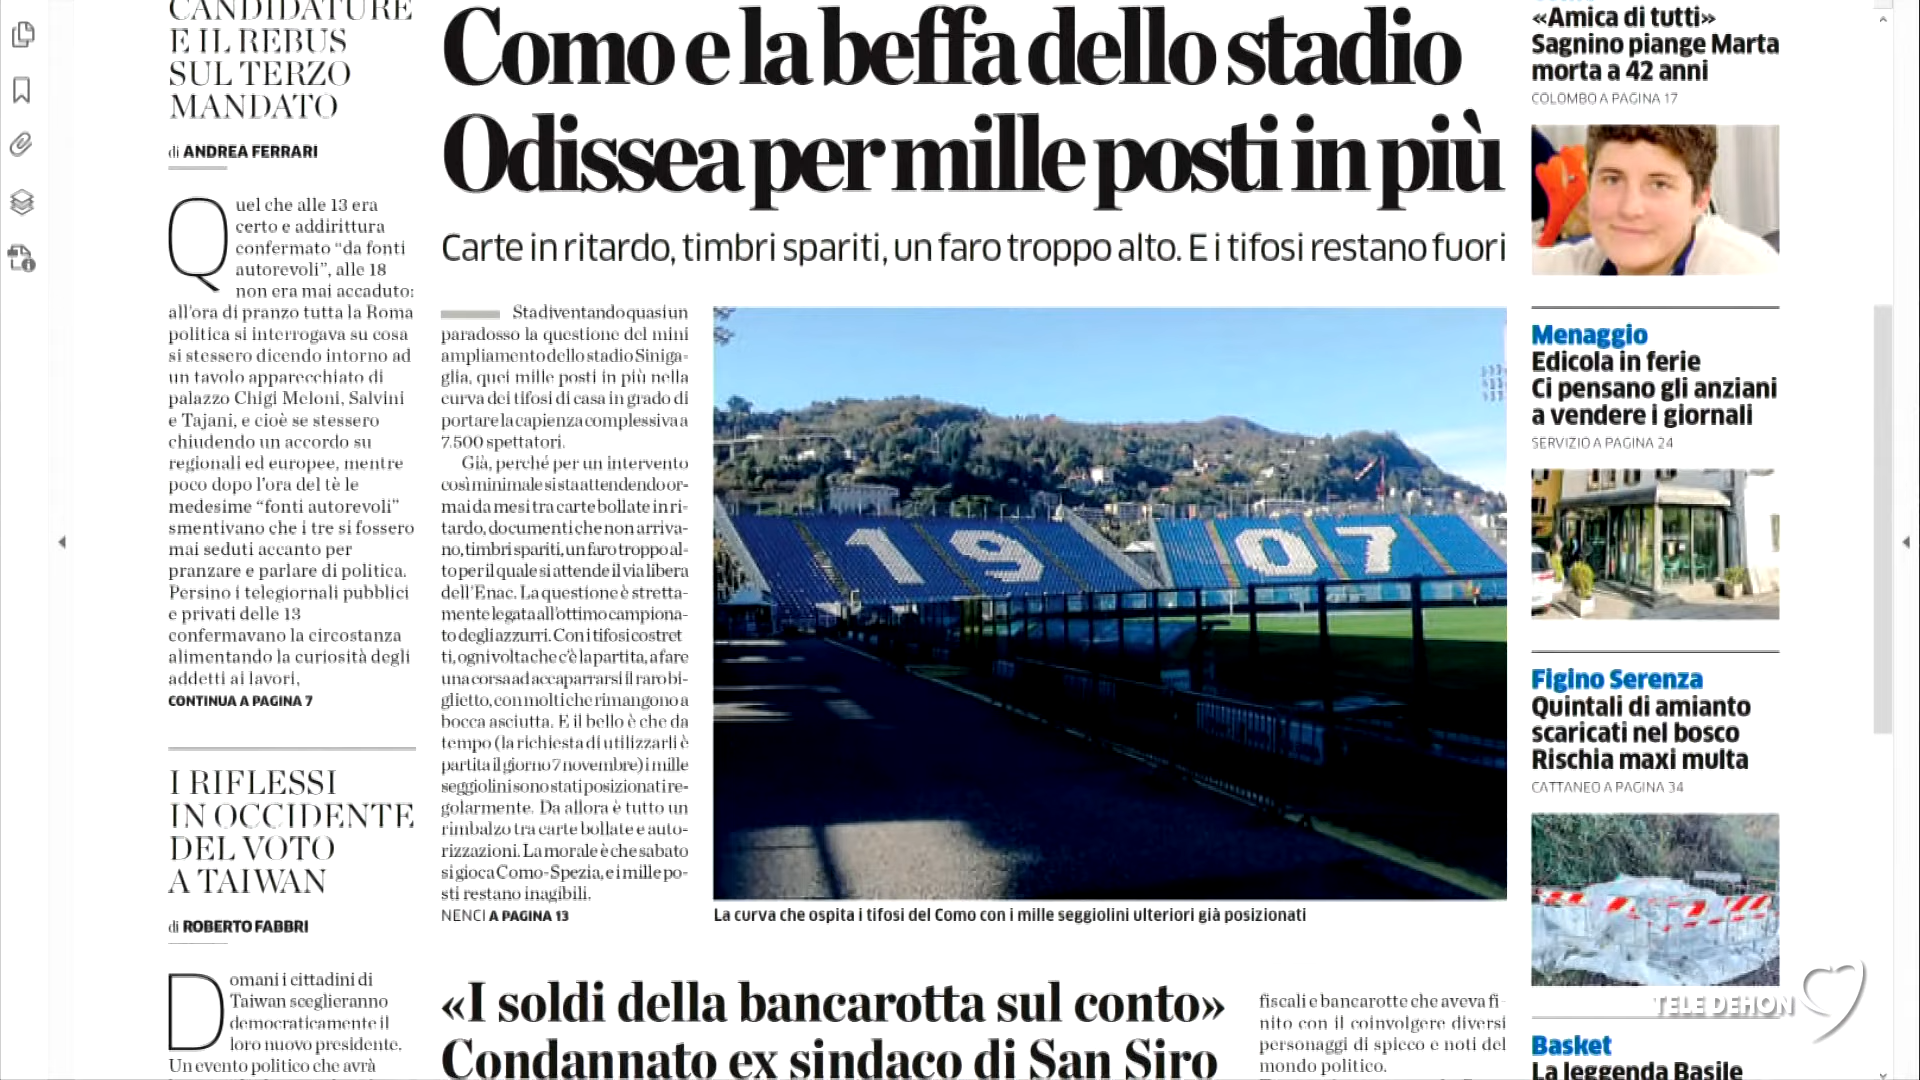 CANDIDATURE
E IL REBUS
SUL TERZO
MANDATO
di ANDREA FERRARI
Quel che alle 13 era
certo e addirittura
confermato “da fonti
autorevoli”, alle 18
non era mai accaduto:
all'ora di pranzo tutta la Roma
politica si interrogava su cosa
si stessero dicendo intorno ad
un tavolo apparecchiato di
palazzo Chigi Meloni, Salvini
e Tajani, e cioè se stessero
chiudendo un accordo su
regionali ed europee, mentre
poco dopo l'ora del tè le
medesime “fonti autorevoli”
smentivano che i tre si fossero
mai seduti accanto per
pranzare e parlare di politica.
Persino i telegiornali pubblici
e privati delle 13
confermavano la circostanza
alimentando la curiosità degli
addetti ai lavori,
CONTINUA A PAGINA 7
I RIFLESSI
IN OCCIDENTE
DEL VOTO
A TAIWAN
di ROBERTO FABBRI
Domani i cittadini di
Taiwan sceglieranno
democraticamente il
loro nuovo presidente.
Un evento politico che avrà
Como e la beffa dello stadio
Odissea per mille posti in più
Carte in ritardo, timbri spariti, un faro troppo alto. E i tifosi restano fuori
Sta diventando quasi un
paradosso la questione del mini
ampliamento dello stadio Siniga-
glia, quei mille posti in più nella
curva dei tifosi di casa in grado di
portare la capienza complessiva a
7.500 spettatori.
Già, perché per un intervento
così minimale si sta attendendo or-
mai da mesi tra carte bollate in ri-
tardo, documenti che non arriva-
no, timbri spariti, un faro troppo al-
to per il quale si attende il via libera
dell'Enac. La questione è stretta-
mente legata all'ottimo campiona-
to degli azzurri. Con i tifosi costret
ti, ogni volta che c'è la partita, a fare
una corsa ad accaparrarsi il raro bi-
glietto, con molti che rimangono a
bocca asciutta. E il bello è che da
tempo (la richiesta di utilizzarli è
partita il giorno 7 novembre) i mille
seggiolini sono stati posizionati re-
golarmente. Da allora è tutto un
rimbalzo tra carte bollate e auto-
rizzazioni. La morale è che sabato
si gioca Como-Spezia, e i mille po-
sti restano inagibili.
NENCI A PAGINA 13
19 07
La curva che ospita i tifosi del Como con i mille seggiolini ulteriori già posizionati
«I soldi della bancarotta sul conto»
Condannato ex sindaco di San Siro
fiscali e bancarotte che aveva fi-
nito con il coinvolgere diversi
personaggi di spicco e noti del
mondo politico.
«Amica di tutti»
Sagnino piange Marta
morta a 42 anni
COLOMBO A PAGINA 17
Menaggio
Edicola in ferie
Ci pensano gli anziani
a vendere i giornali
SERVIZIO A PAGINA 24
Figino Serenza
Quintali di amianto
scaricati nel bosco
Rischia maxi multa
CATTANEO A PAGINA 34
TELE DEHON
Basket
La leggenda Basile